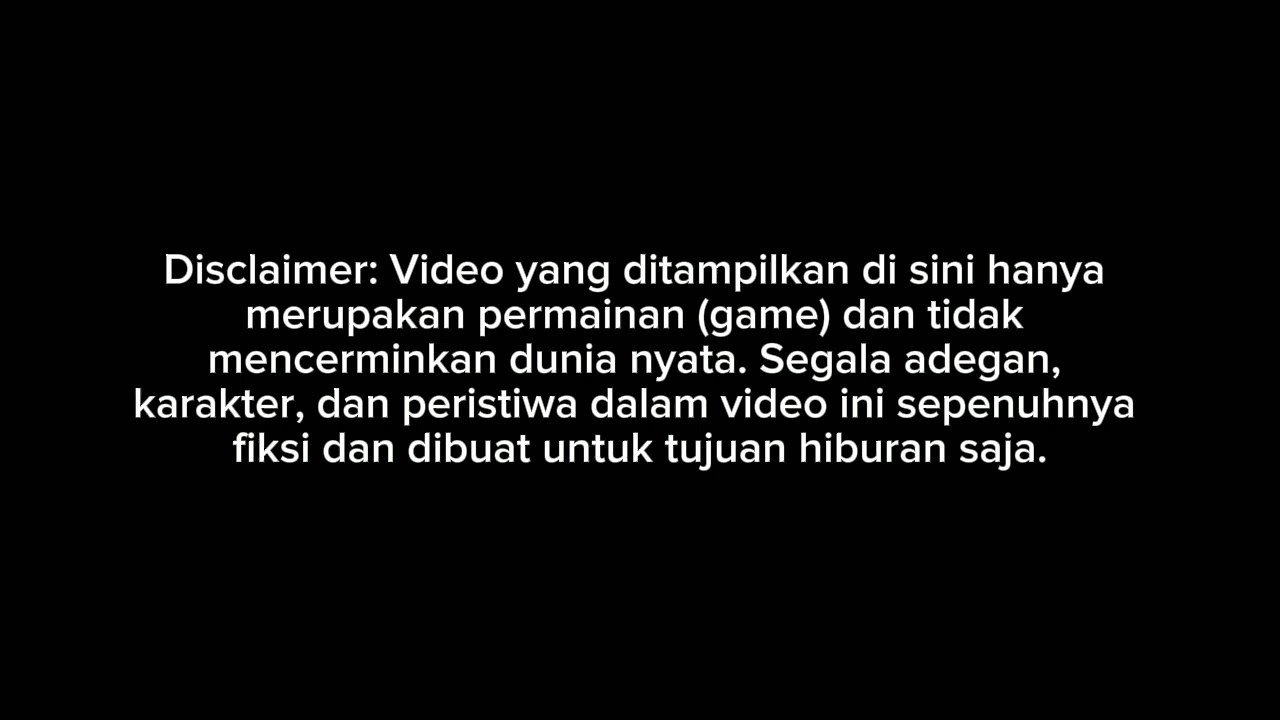 Disclaimer: Video yang ditampilkan di sini hanya
merupakan permainan (game) dan tidak
mencerminkan dunia nyata. Segala adegan,
karakter, dan peristiwa dalam video ini sepenuhnya
fiksi dan dibuat untuk tujuan hiburan saja.